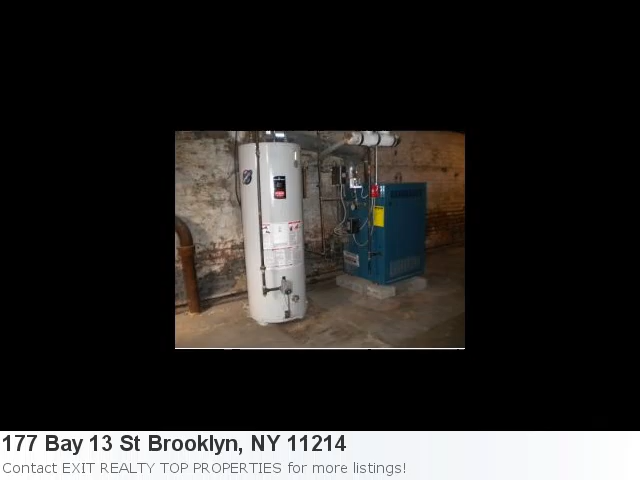 177 Bay 13 St Brooklyn, NY 11214
Contact EXIT REALTY TOP PROPERTIES for more listings!